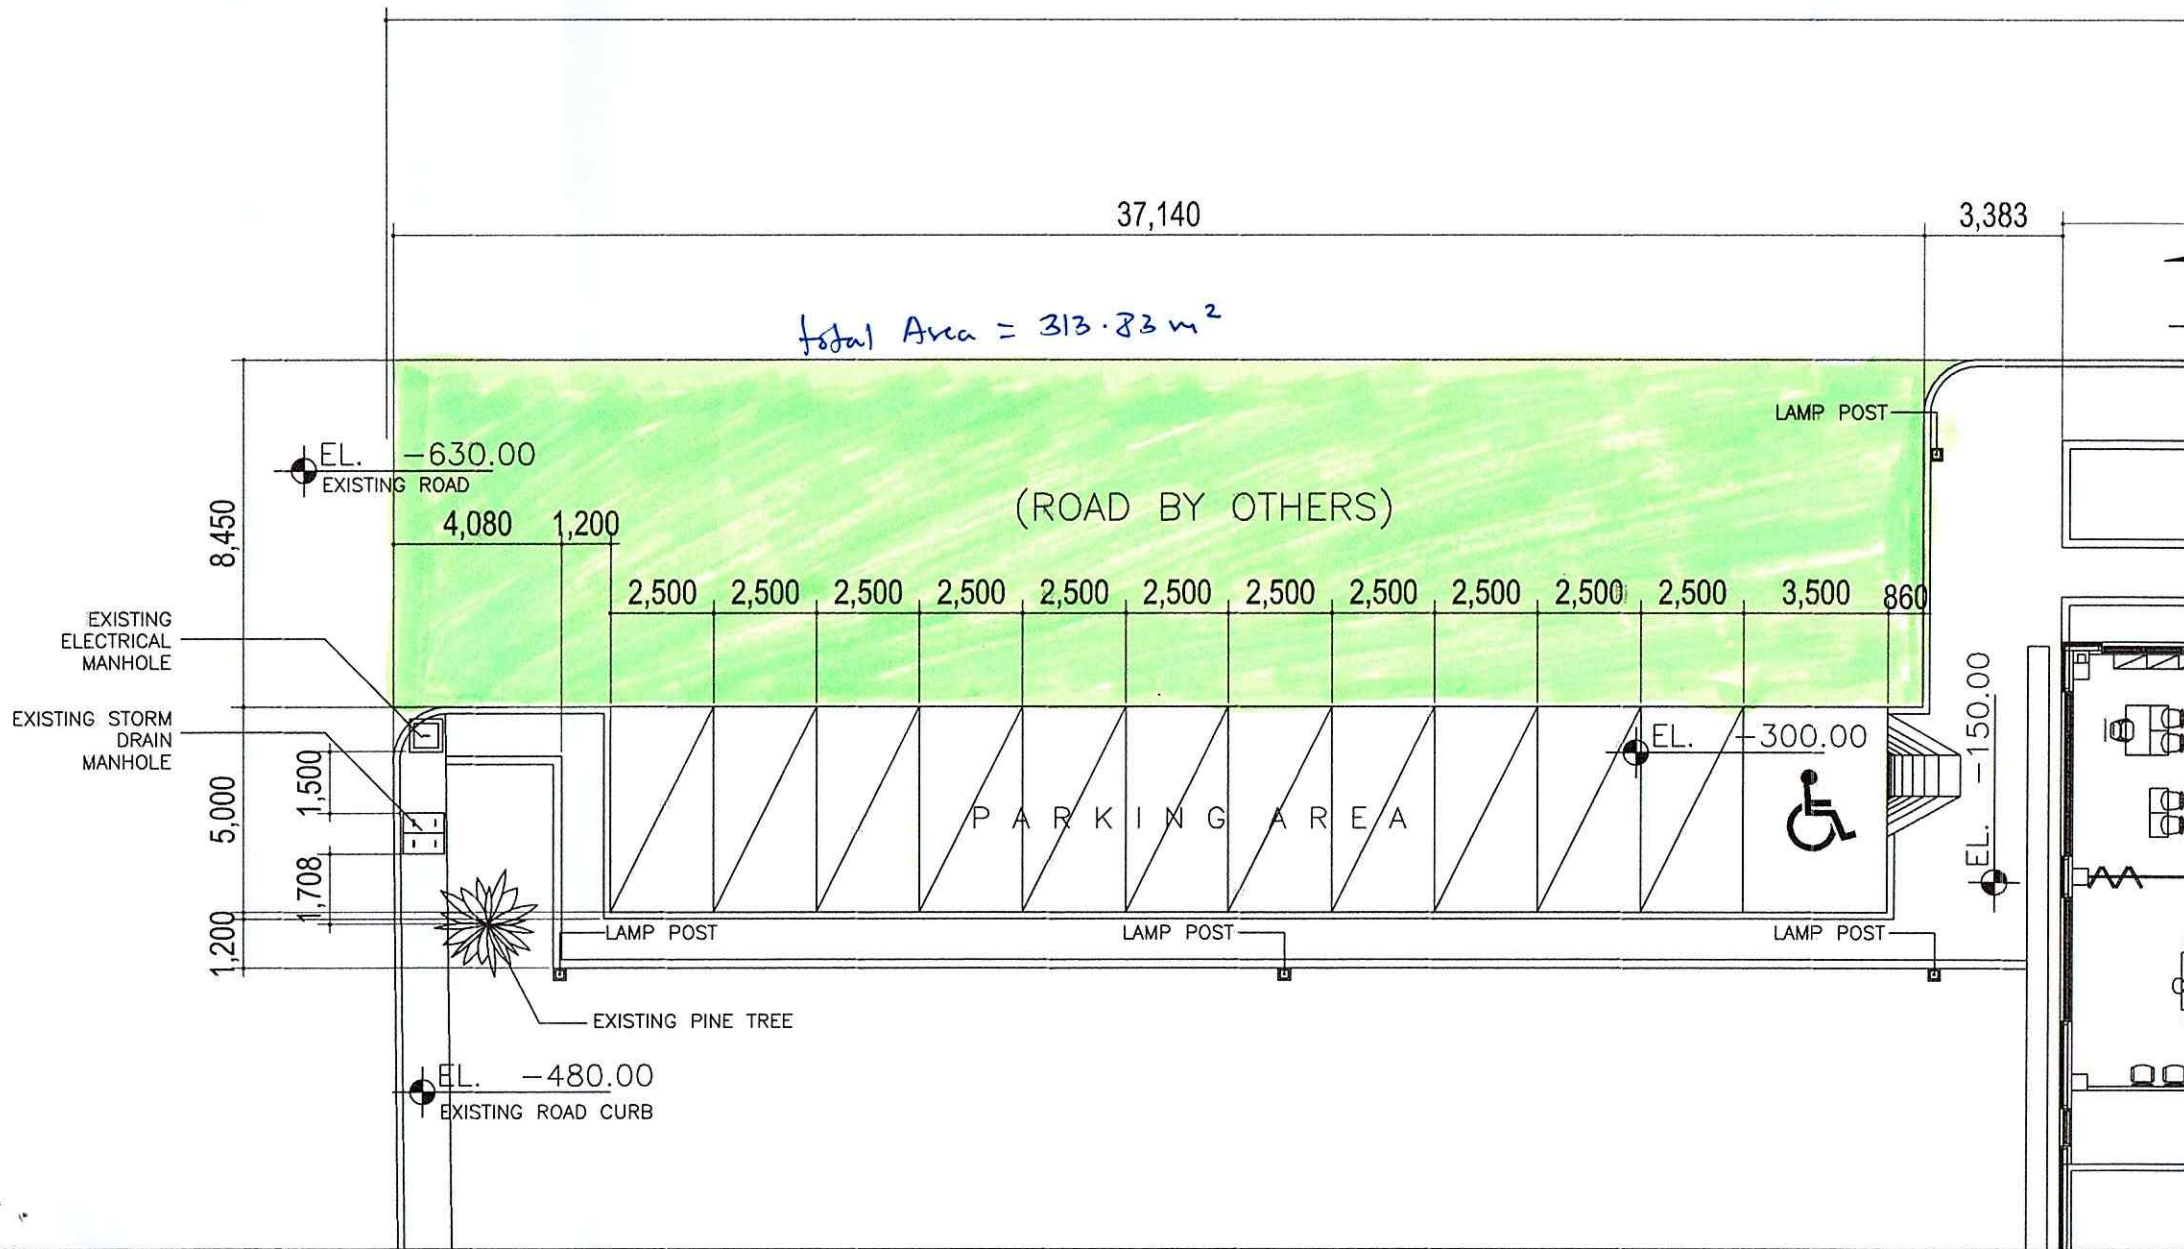 37,140
3,383
total Area = 313.83 m²
LAMP POST
EL. -630.00
EXISTING ROAD
(ROAD BY OTHERS)
8,450
4,080
1,200
2,500
2,500
2,500
2,500
2,500
2,500
2,500
2,500
2,500
2,500
2,500
3,500
860
EXISTING
ELECTRICAL
MANHOLE
EXISTING STORM
DRAIN
MANHOLE
1,500
5,000
1,708
1,200
EL. -300.00
EL. -150.00
PARKING AREA
LAMP POST
LAMP POST
LAMP POST
EXISTING PINE TREE
EL. -480.00
EXISTING ROAD CURB